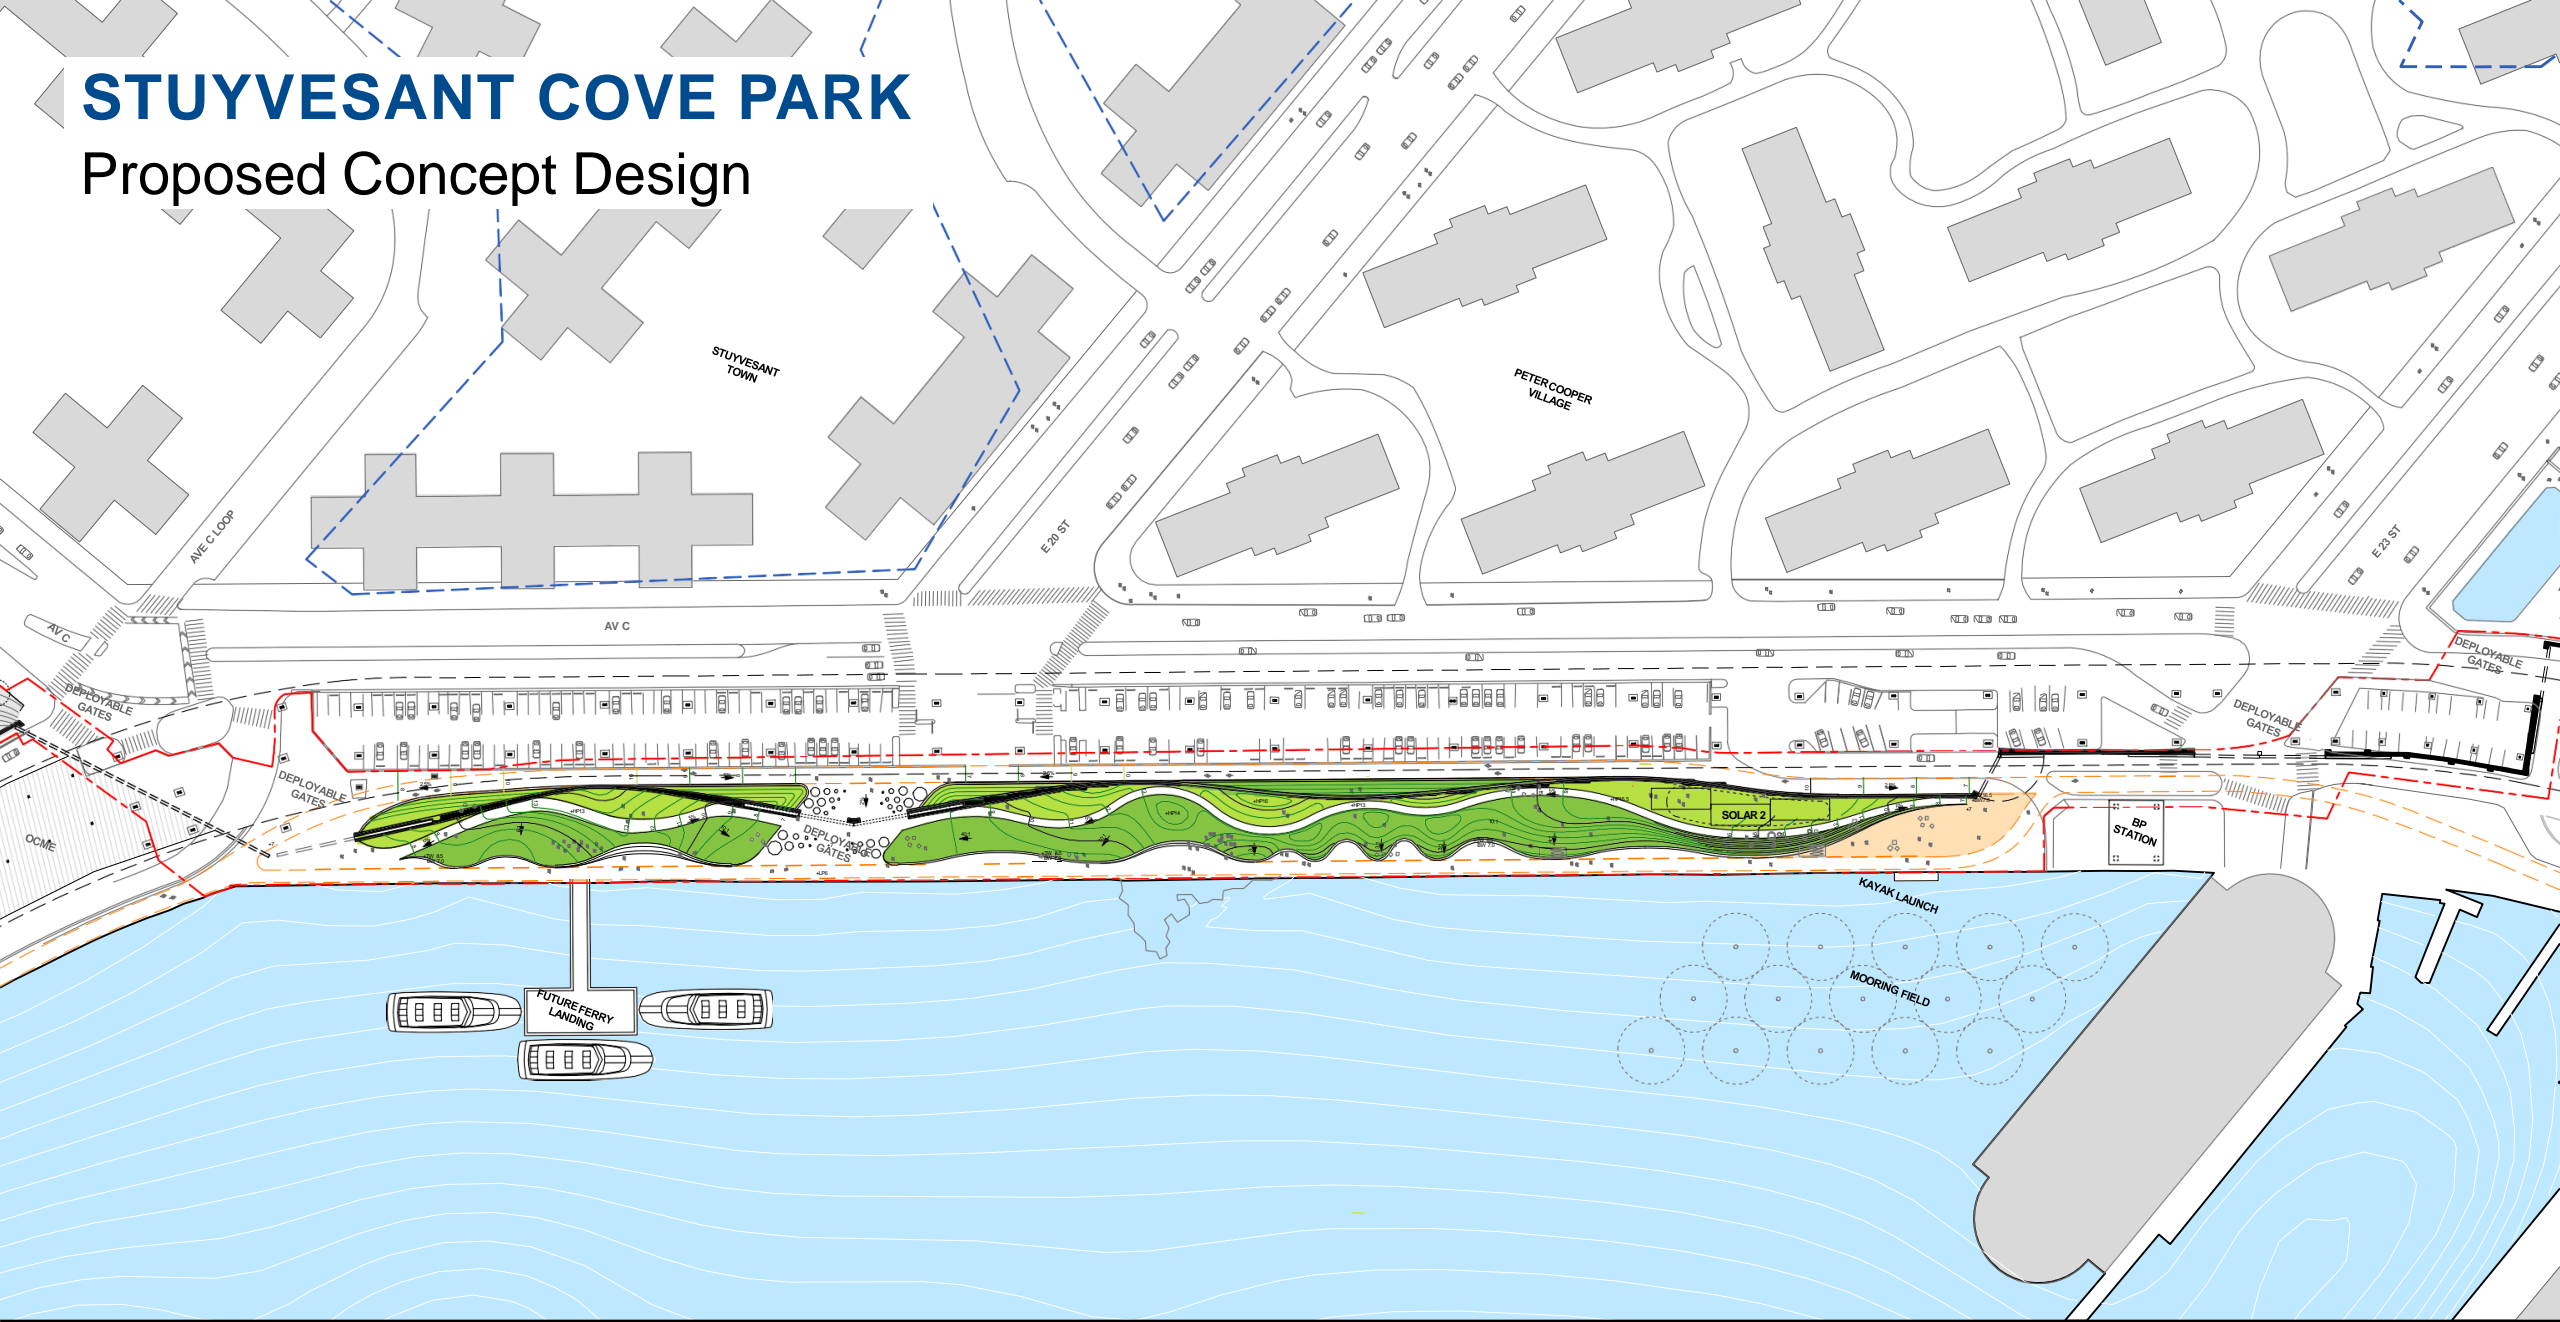 STUYVESANT COVE PARK
Proposed Concept Design
STUYVESANT
TOWN
PETER COOPER
VILLAGE
AVE C LOOP
E 20 ST
E 23 ST
AV C
AV C
DEPLOYABLE
GATES
DEPLOYABLE
GATES
DEPLOYABLE
GATES
DEPLOYABLE
GATES
DEPLOYABLE
GATES
OCME
SOLAR 2
BP
STATION
KAYAK LAUNCH
MOORING FIELD
FUTURE FERRY
LANDING